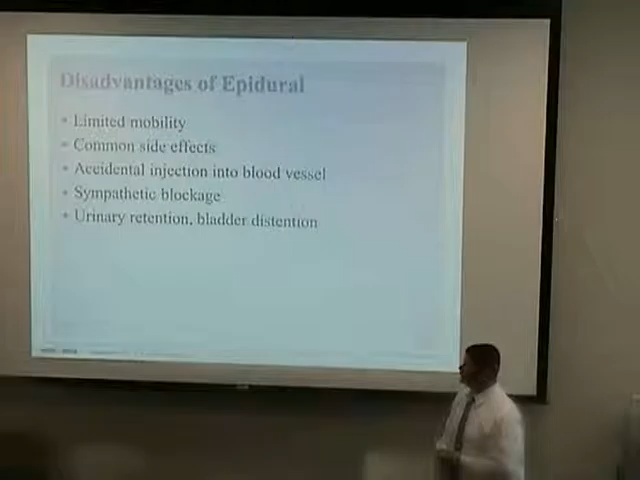 Disadvantages of Epidural
• Limited mobility
• Common side effects
• Accidental injection into blood vessel
• Sympathetic blockage
• Urinary retention, bladder distention